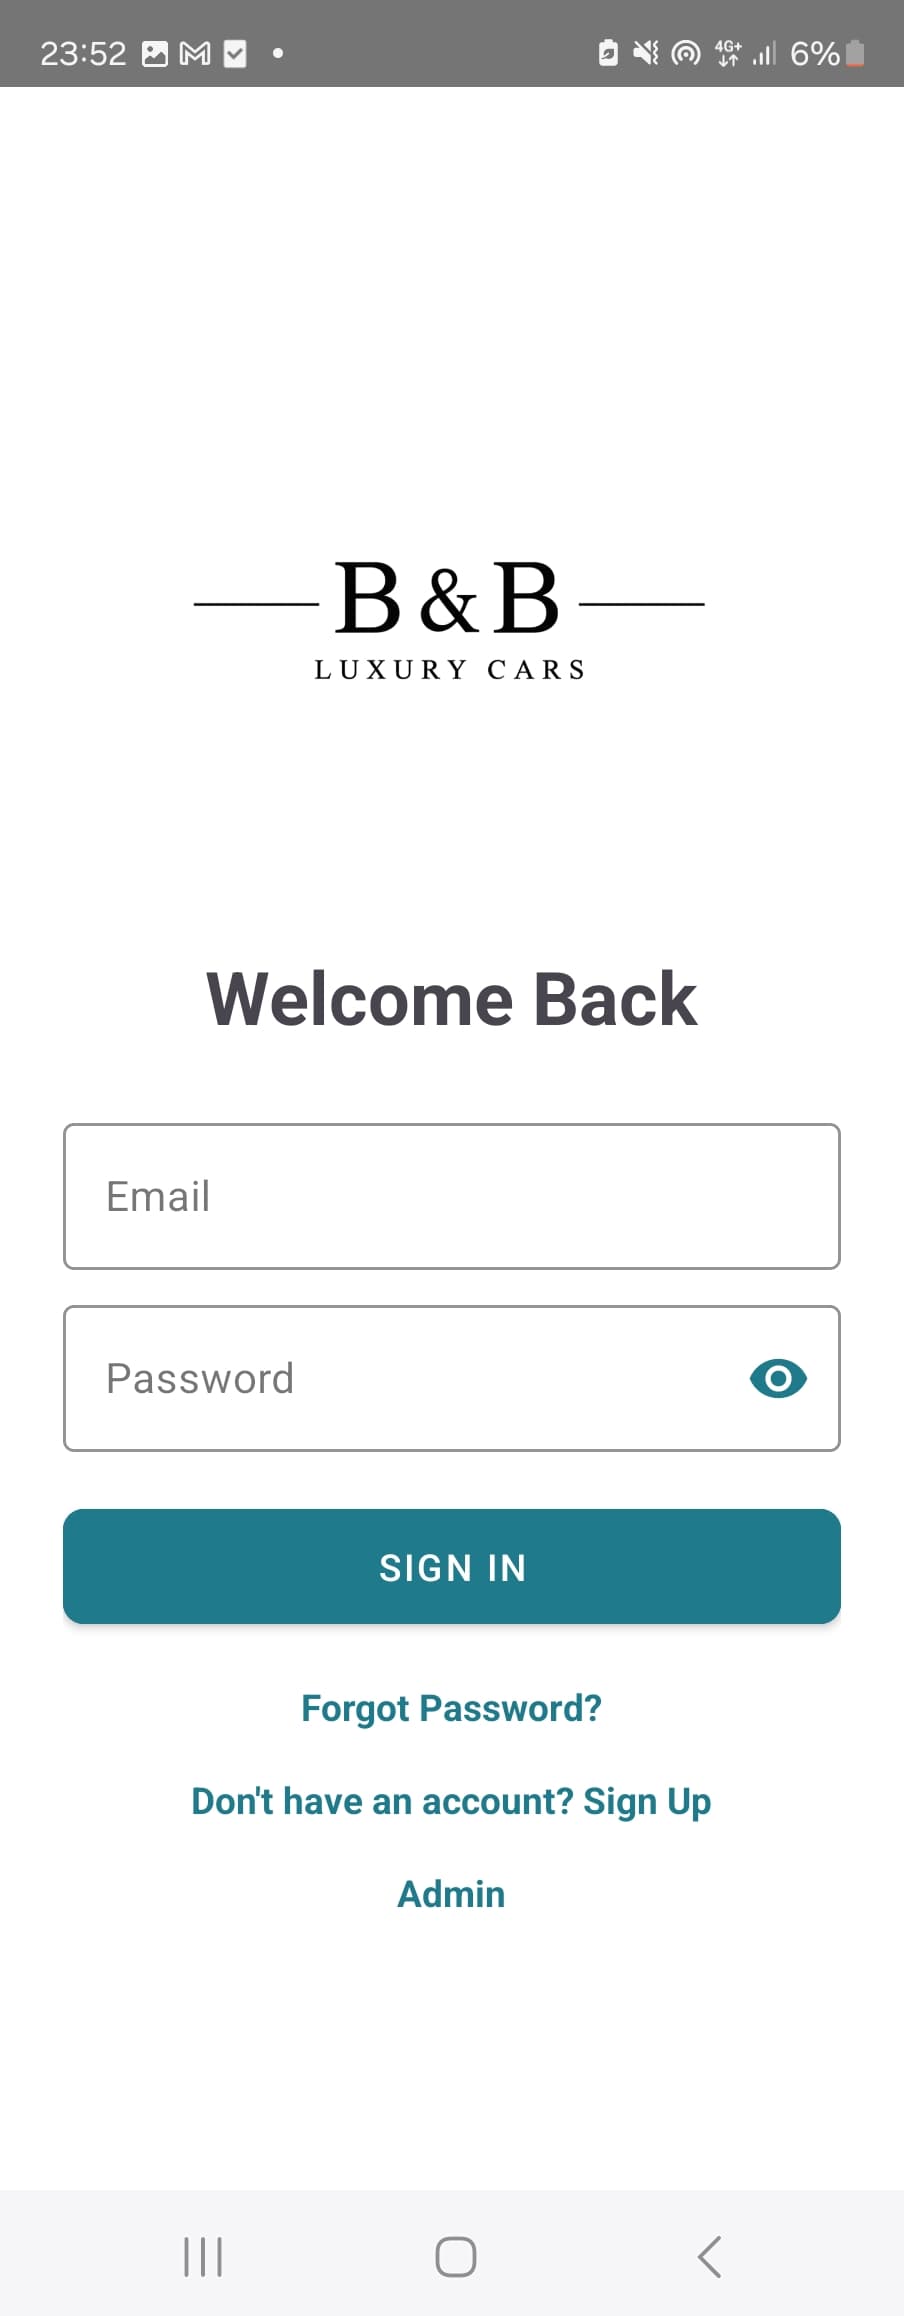 23:52 4G+ 6%
B & B
LUXURY CARS
Welcome Back
Email
Password
SIGN IN
Forgot Password?
Don't have an account? Sign Up
Admin